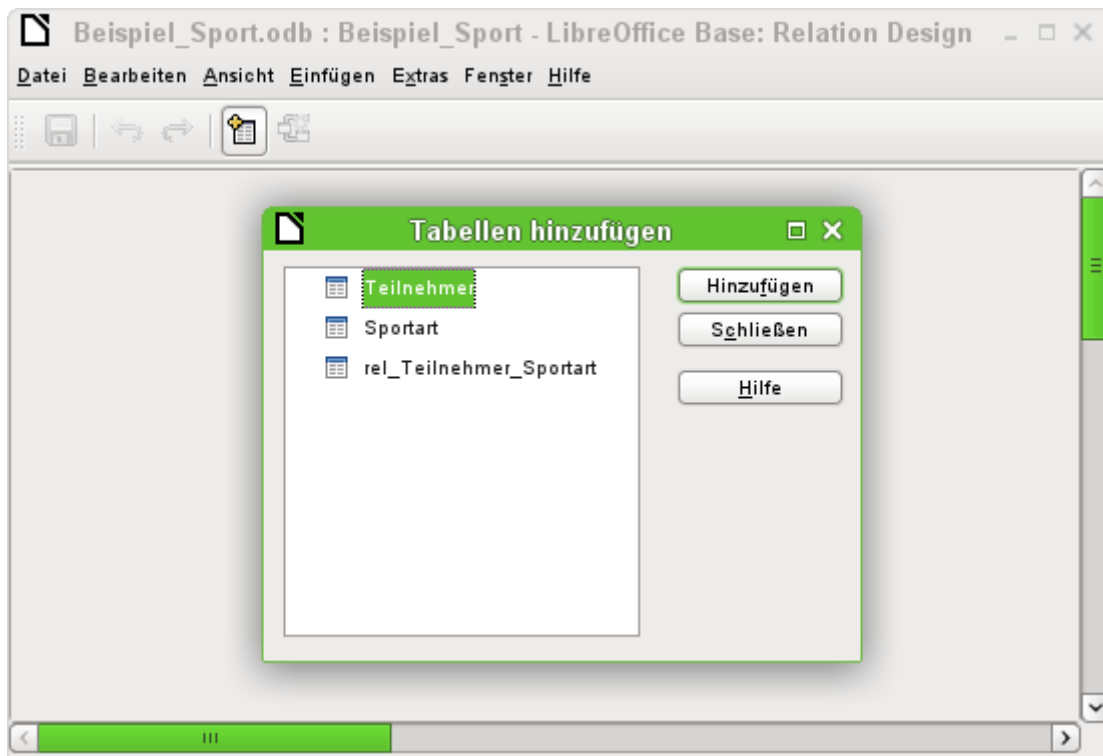 Beispiel_Sport.odb : Beispiel_Sport - LibreOffice Base: Relation Design
Datei Bearbeiten Ansicht Einfügen Extras Fenster Hilfe
Tabellen hinzufügen
Teilnehmer
Sportart
rel_Teilnehmer_Sportart
Hinzufügen
Schließen
Hilfe